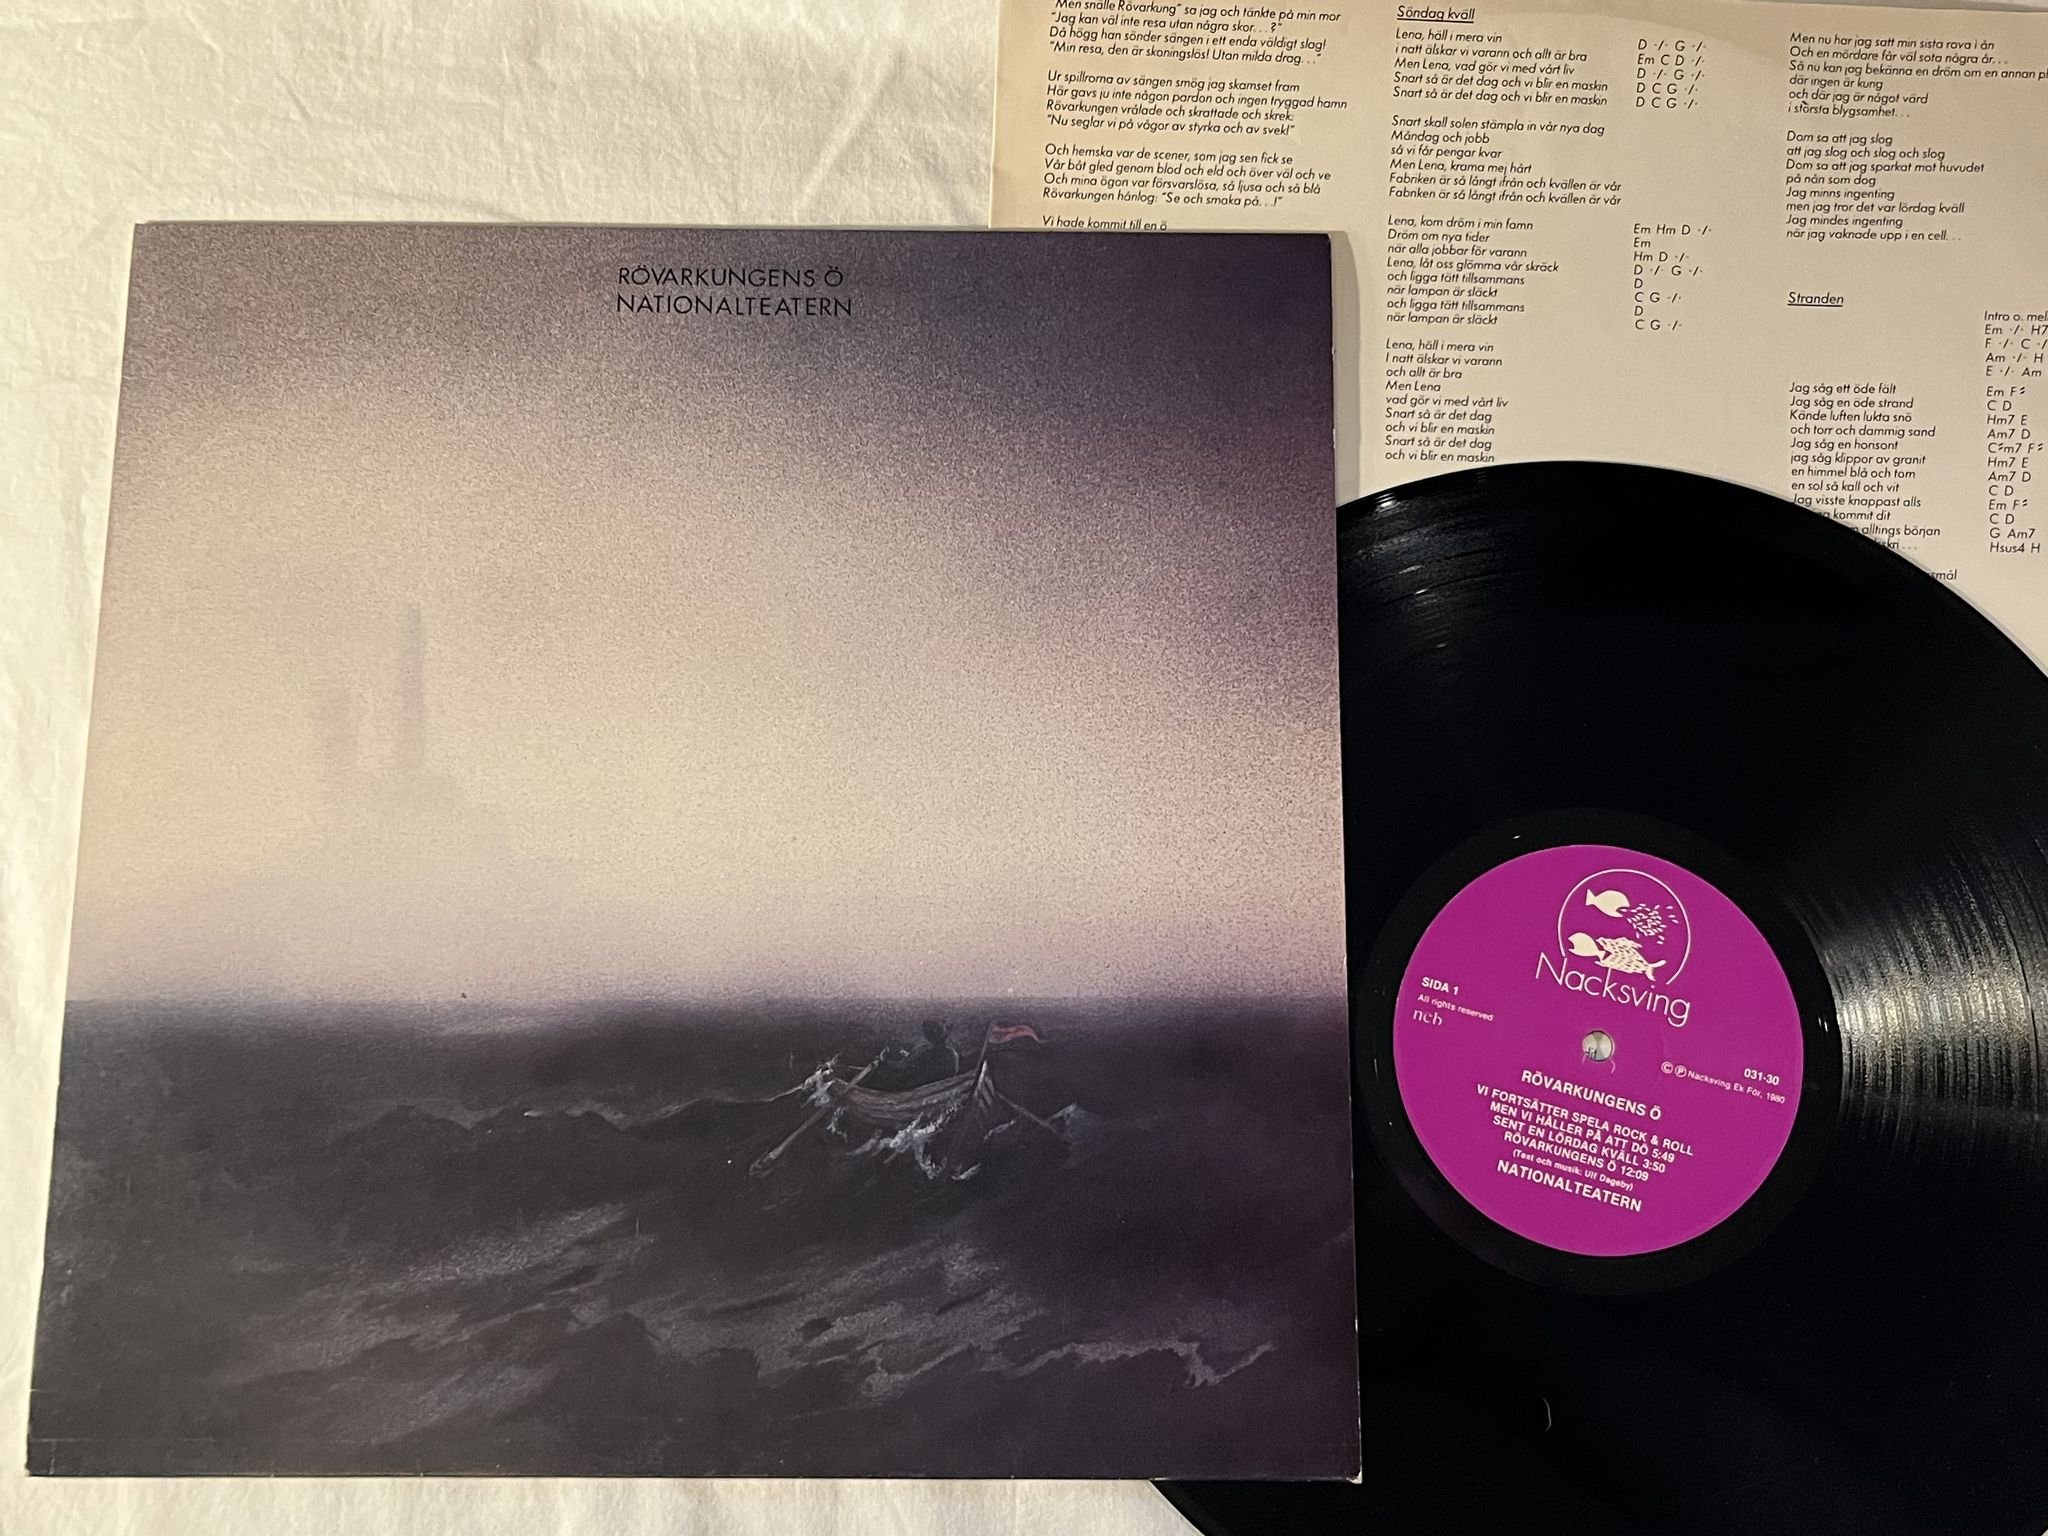 RÖVARKUNGENS Ö
NATIONALTEATERN
"Men snälle Rövarkung" sa jag och tänkte på min mor
"Jag kan väl inte resa utan några skor. . .?"
Då högg han sönder sängen i ett enda väldigt slag!
"Min resa, den är skoningslös! Utan milda drag. . ."
Ur spillrorna av sängen smög jag skamset fram
Här gavs ju inte någon pardon och ingen tryggad hamn
Rövarkungen vrålade och skrattade och skrek:
"Nu seglar vi på vågor av styrka och av svek!"
Och hemska var de scener, som jag sen fick se
Vår båt gled genom blod och eld och över väl och ve
Och mina ögon var försvarslösa, så ljusa och så blå
Rövarkungen hånlog: "Se och smaka på. . .!"
Vi hade kommit till en ö
Söndag kväll
Lena, häll i mera vin
i natt älskar vi varann och allt är bra
Men Lena, vad gör vi med vårt liv
Snart så är det dag och vi blir en maskin
Snart så är det dag och vi blir en maskin
D ·/· G ·/·
Em C D ·/·
D ·/· G ·/·
D C G ·/·
D C G ·/·
Snart skall solen stämpla in vår nya dag
Måndag och jobb
så vi får pengar kvar
Men Lena, krama mej hårt
Fabriken är så långt ifrån och kvällen är vår
Fabriken är så långt ifrån och kvällen är vår
Lena, kom dröm i min famn
Dröm om nya tider
när alla jobbar för varann
Lena, låt oss glömma vår skräck
och ligga tätt tillsammans
när lampan är släckt
och ligga tätt tillsammans
när lampan är släckt
Em Hm D ·/·
Em
Hm D ·/·
D ·/· G ·/·
D
C G ·/·
D
C G ·/·
Lena, häll i mera vin
I natt älskar vi varann
och allt är bra
Men Lena
vad gör vi med vårt liv
Snart så är det dag
och vi blir en maskin
Snart så är det dag
och vi blir en maskin
Men nu har jag satt min sista rova i ån
Och en mördare får väl sota några år. . .
Så nu kan jag bekänna en dröm om en annan
där ingen är kung
och där jag är något värd
i största blygsamhet. . .
Dom sa att jag slog
att jag slog och slog och slog
Dom sa att jag sparkat mot huvudet
på nån som dog
Jag minns ingenting
men jag tror det var lördag kväll
Jag mindes ingenting
när jag vaknade upp i en cell. . .
Stranden
Intro o.
Em ·/· H7
F ·/· C ·/
Am ·/· H
E ·/· Am
Jag såg ett öde fält
Jag såg en öde strand
Kände luften lukta snö
och torr och dammig sand
Jag såg en horisont
jag såg klippor av granit
en himmel blå och tom
en sol så kall och vit
Jag visste knappast alls
kommit dit
alltings början
Em F♯
C D
Hm7 E
Am7 D
C♯m7 F♯
Hm7 E
Am7 D
C D
Em F♯
C D
G Am7
Hsus4 H
Nacksving
SIDA 1
All rights reserved
ncb
031-30
© ℗ Nacksving Ek För, 1980
RÖVARKUNGENS Ö
VI FORTSÄTTER SPELA ROCK & ROLL
MEN VI HÅLLER PÅ ATT DÖ 5:49
SENT EN LÖRDAG KVÄLL 3:50
RÖVARKUNGENS Ö 12:09
(Text och musik: Ulf Dageby)
NATIONALTEATERN